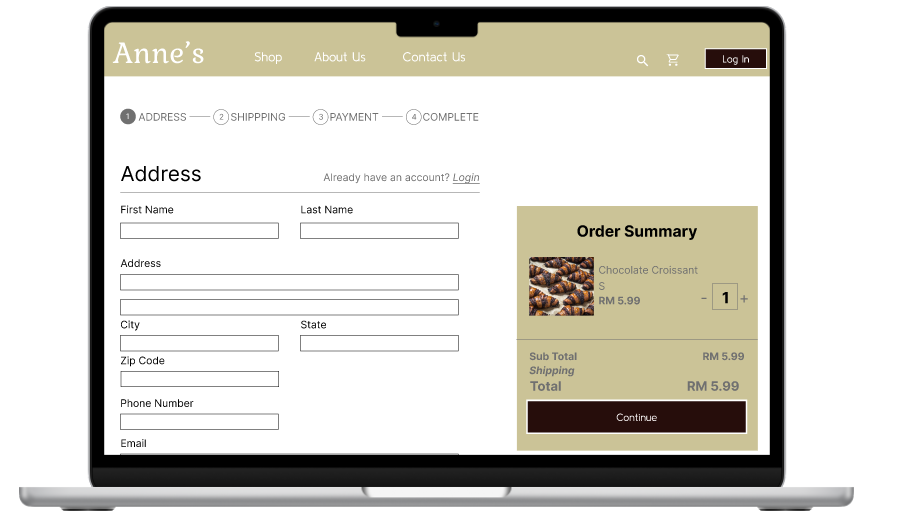 Anne's Shop About Us Contact Us Log In
1 ADDRESS 2 SHIPPPING 3 PAYMENT 4 COMPLETE
Address Already have an account? Login
First Name Last Name
Address
City State
Zip Code
Phone Number
Email
Order Summary
Chocolate Croissant
S
RM 5.99 - 1 +
Sub Total RM 5.99
Shipping
Total RM 5.99
Continue